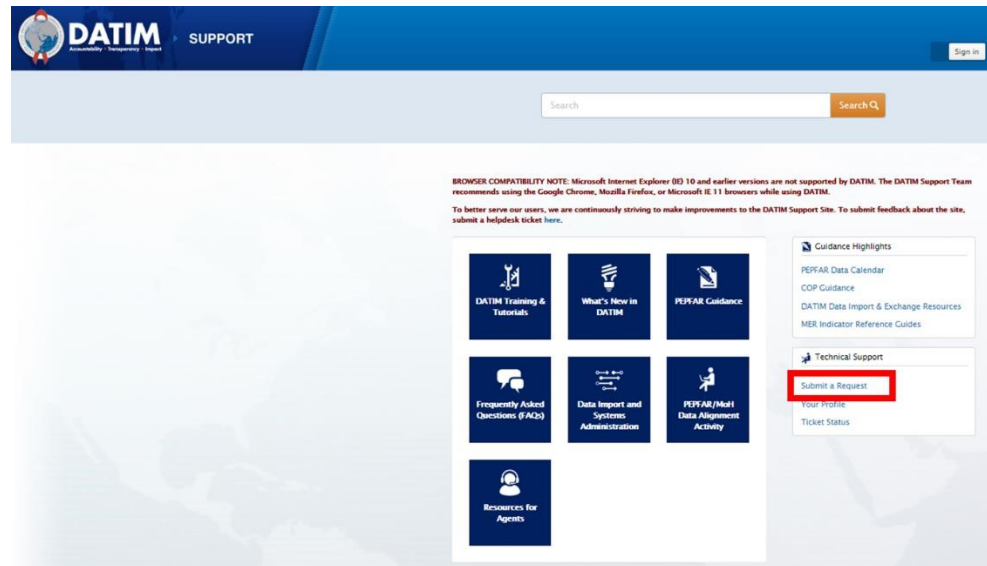 DATIM
Accountability · Transparency · Impact
SUPPORT
Sign in
Search
Search
BROWSER COMPATIBILITY NOTE: Microsoft Internet Explorer (IE) 10 and earlier versions are not supported by DATIM. The DATIM Support Team
recommends using the Google Chrome, Mozilla Firefox, or Microsoft IE 11 browsers while using DATIM.
To better serve our users, we are continuously striving to make improvements to the DATIM Support Site. To submit feedback about the site,
submit a helpdesk ticket here.
DATIM Training &
Tutorials
What's New in
DATIM
PEPFAR Guidance
Frequently Asked
Questions (FAQs)
Data Import and
Systems
Administration
PEPFAR/MoH
Data Alignment
Activity
Resources for
Agents
Guidance Highlights
PEPFAR Data Calendar
COP Guidance
DATIM Data Import & Exchange Resources
MER Indicator Reference Guides
Technical Support
Submit a Request
Your Profile
Ticket Status